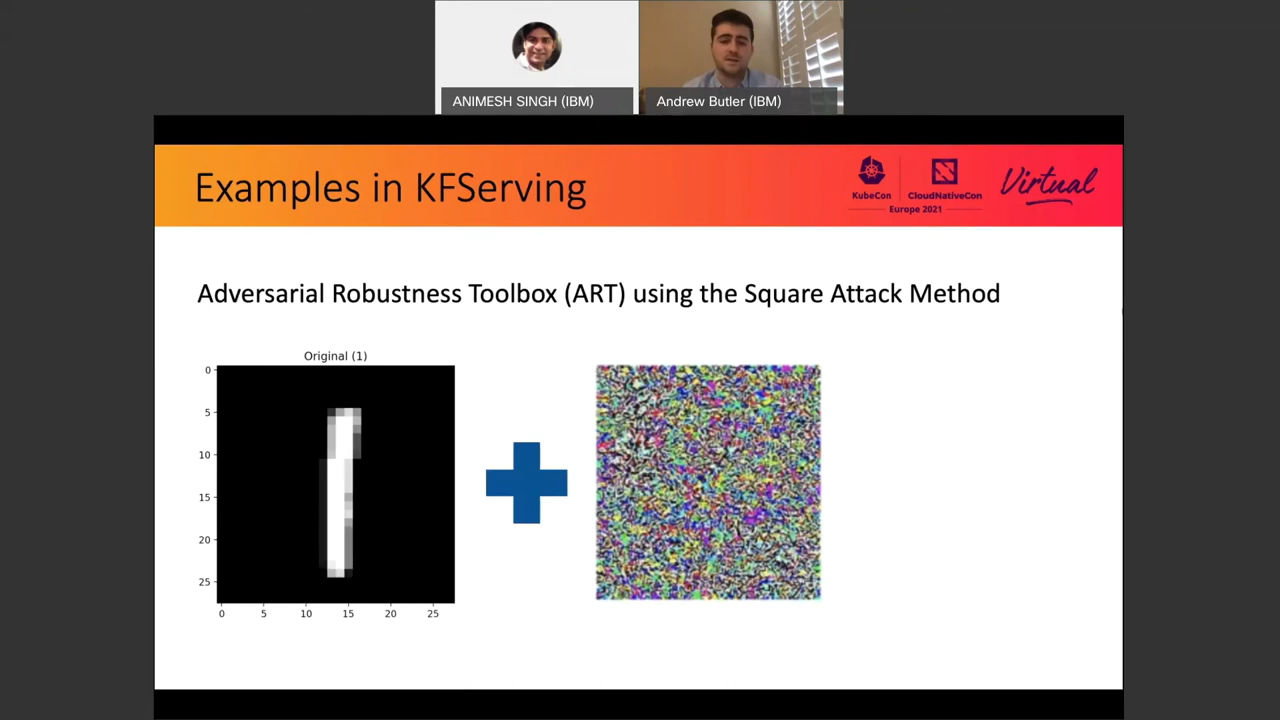 ANIMESH SINGH (IBM)
Andrew Butler (IBM)
Examples in KFServing
KubeCon
CloudNativeCon
Europe 2021
Virtual
Adversarial Robustness Toolbox (ART) using the Square Attack Method
Original (1)
0
5
10
15
20
25
0 5 10 15 20 25